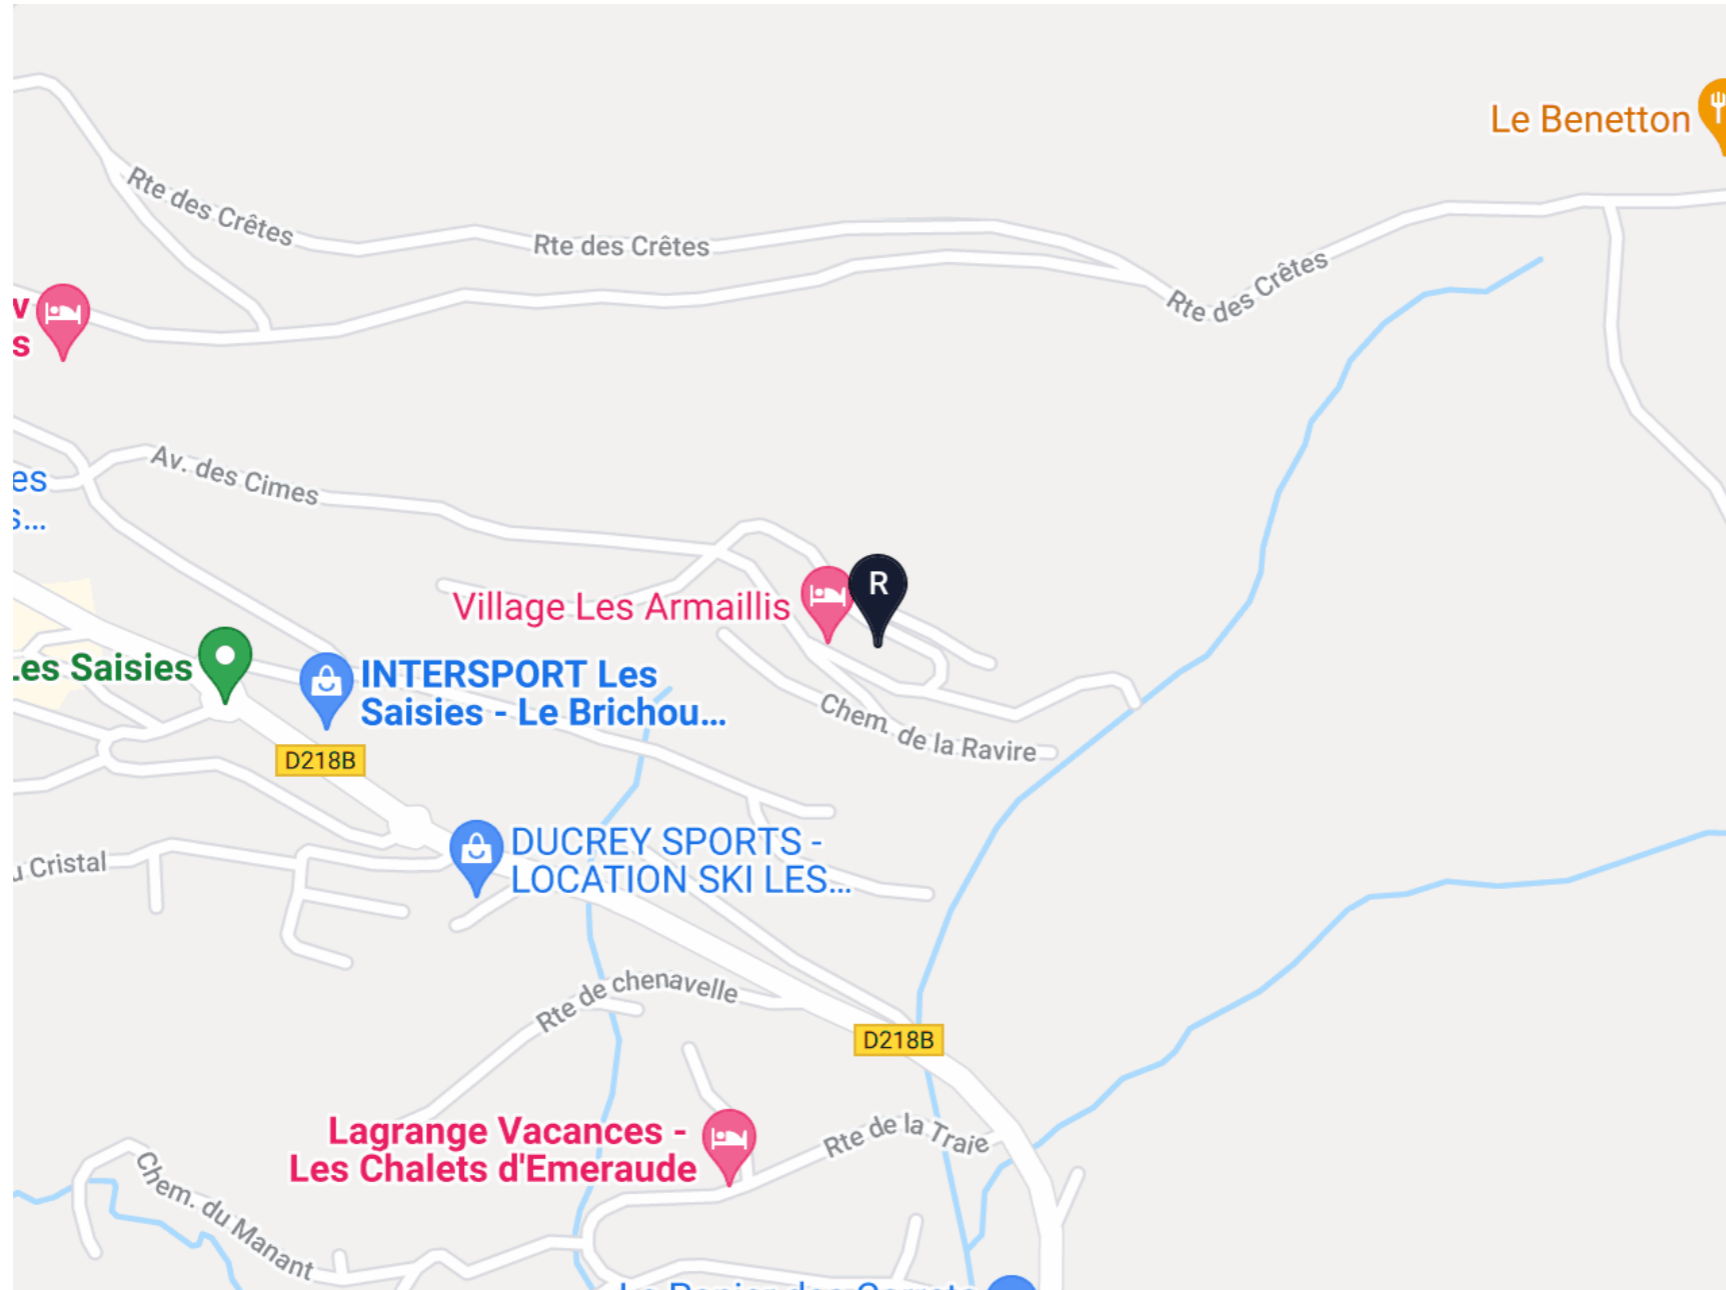 Le Benetton
Rte des Crêtes
Rte des Crêtes
Rte des Crêtes
v
s
Av. des Cimes
es
s...
R
Village Les Armaillis
Les Saisies
INTERSPORT Les
Saisies - Le Brichou...
Chem. de la Ravire
D218B
DUCREY SPORTS -
LOCATION SKI LES...
u Cristal
Rte de chenavelle
D218B
Lagrange Vacances -
Les Chalets d'Emeraude
Rte de la Traie
Chem. du Manant